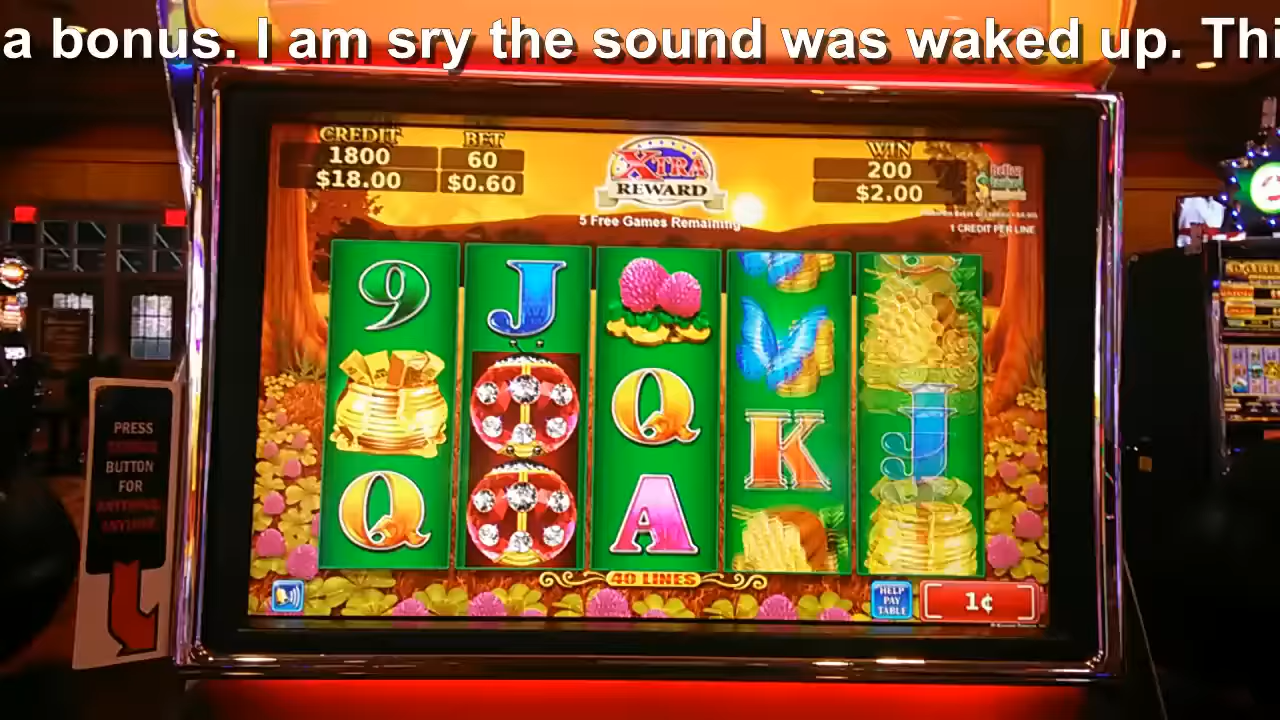 a bonus. I am sry the sound was waked up. Thi
CREDIT
1800
$18.00
BET
60
$0.60
XTRA
REWARD
5 Free Games Remaining
WIN
200
$2.00
1 CREDIT PER LINE
9
J
Q
K
J
Q
A
40 LINES
HELP
PAY
TABLE
1¢
PRESS
BUTTON
FOR
ANYTHING
ANYTIME